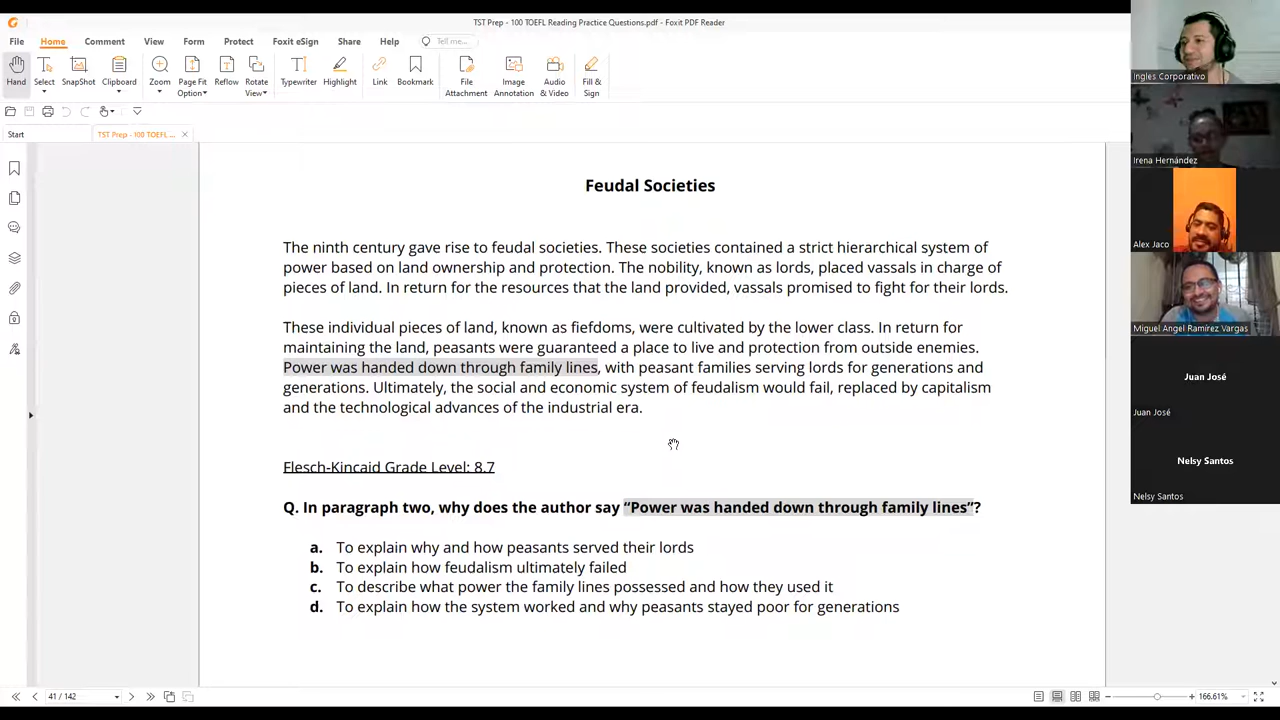 TST Prep - 100 TOEFL Reading Practice Questions.pdf - Foxit PDF Reader
File Home Comment View Form Protect Foxit eSign Share Help Tell me...
Hand Select SnapShot Clipboard Zoom Page Fit Option Reflow Rotate View Typewriter Highlight Link Bookmark File Attachment Image Annotation Audio & Video Fill & Sign
Start TST Prep - 100 TOEFL ...
Feudal Societies
The ninth century gave rise to feudal societies. These societies contained a strict hierarchical system of
power based on land ownership and protection. The nobility, known as lords, placed vassals in charge of
pieces of land. In return for the resources that the land provided, vassals promised to fight for their lords.
These individual pieces of land, known as fiefdoms, were cultivated by the lower class. In return for
maintaining the land, peasants were guaranteed a place to live and protection from outside enemies.
Power was handed down through family lines, with peasant families serving lords for generations and
generations. Ultimately, the social and economic system of feudalism would fail, replaced by capitalism
and the technological advances of the industrial era.
Flesch-Kincaid Grade Level: 8.7
Q. In paragraph two, why does the author say “Power was handed down through family lines”?
a. To explain why and how peasants served their lords
b. To explain how feudalism ultimately failed
c. To describe what power the family lines possessed and how they used it
d. To explain how the system worked and why peasants stayed poor for generations
41 / 142
166.61%
Ingles Corporativo
Irena Hernández
Alex Jaco
Miguel Angel Ramírez Vargas
Juan José
Juan José
Nelsy Santos
Nelsy Santos